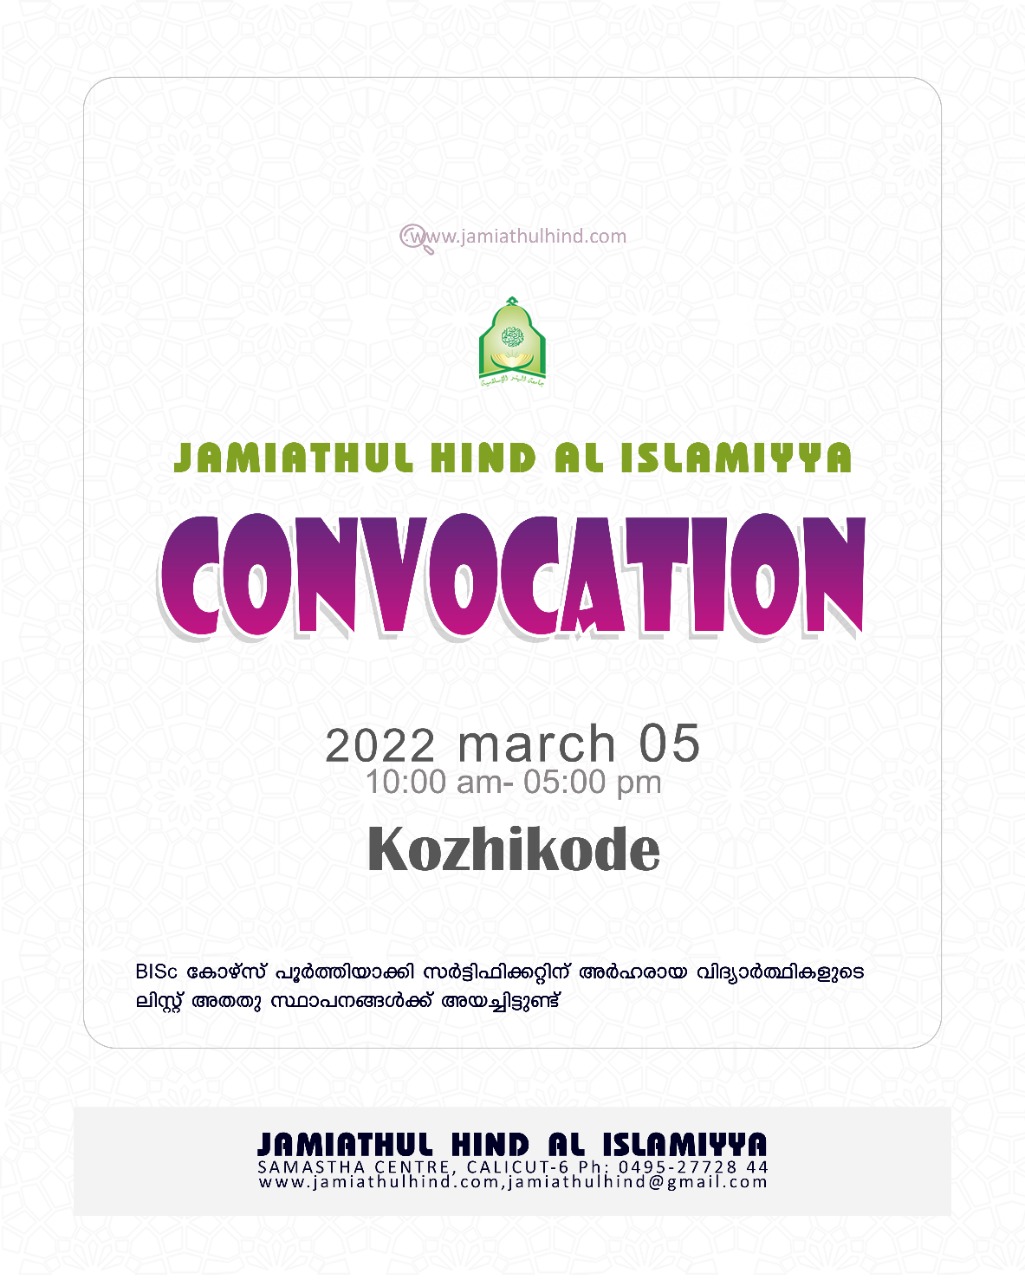 www.jamiathulhind.com
جامعة الهند الإسلامية
JAMIATHUL HIND AL ISLAMIYYA
CONVOCATION
2022 march 05
10:00 am- 05:00 pm
Kozhikode
BISc കോഴ്സ് പൂർത്തിയാക്കി സർട്ടിഫിക്കറ്റിന് അർഹരായ വിദ്യാർത്ഥികളുടെ
ലിസ്റ്റ് അതതു സ്ഥാപനങ്ങൾക്ക് അയച്ചിട്ടുണ്ട്
JAMIATHUL HIND AL ISLAMIYYA
SAMASTHA CENTRE, CALICUT-6 Ph: 0495-27728 44
www.jamiathulhind.com,jamiathulhind@gmail.com